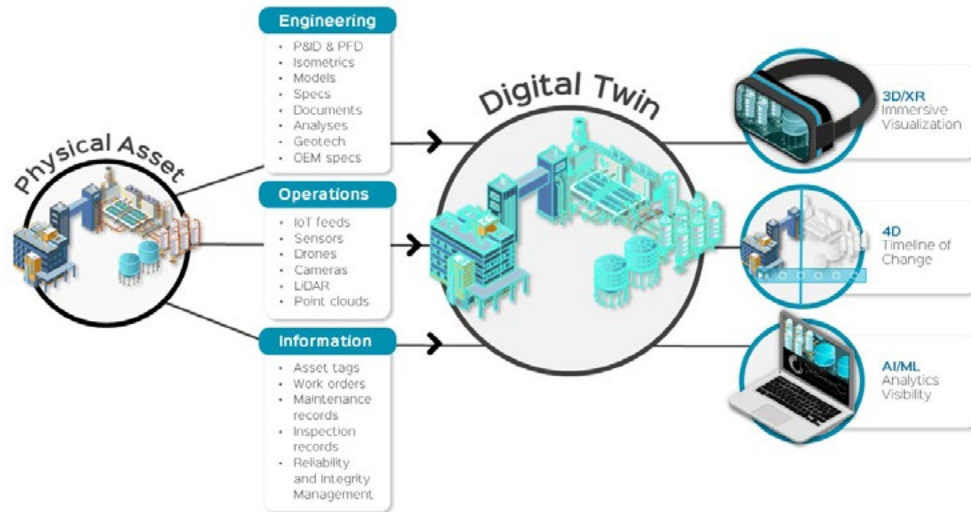 Physical Asset
Engineering
• P&ID & PFD
• Isometrics
• Models
• Specs
• Documents
• Analyses
• Geotech
• OEM specs
Operations
• IoT feeds
• Sensors
• Drones
• Cameras
• LiDAR
• Point clouds
Information
• Asset tags
• Work orders
• Maintenance
records
• Inspection
records
• Reliability
and Integrity
Management
Digital Twin
3D/XR
Immersive
Visualization
4D
Timeline of
Change
AI/ML
Analytics
Visibility